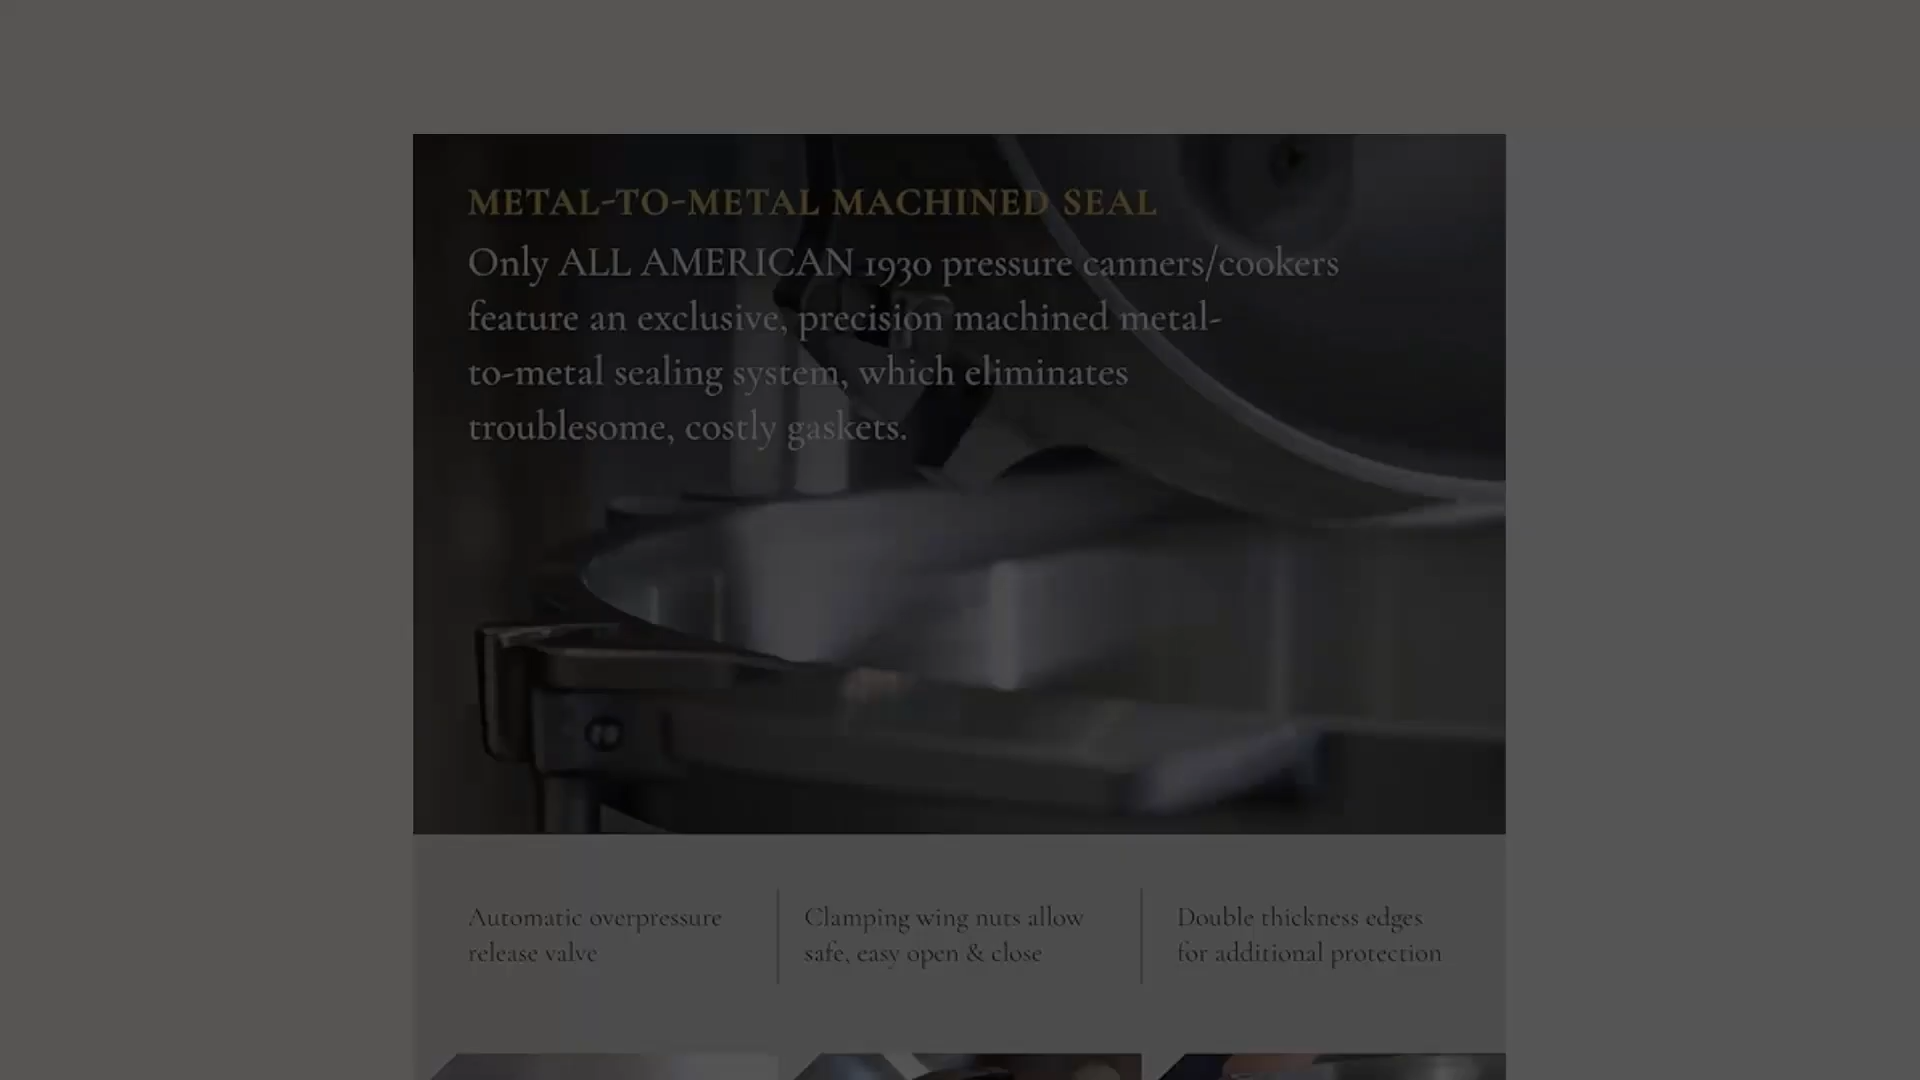 METAL-TO-METAL MACHINED SEAL
Only ALL AMERICAN 1930 pressure canners/cookers
feature an exclusive, precision machined metal-
to-metal sealing system, which eliminates
troublesome, costly gaskets.
Automatic overpressure
release valve
Clamping wing nuts allow
safe, easy open & close
Double thickness edges
for additional protection